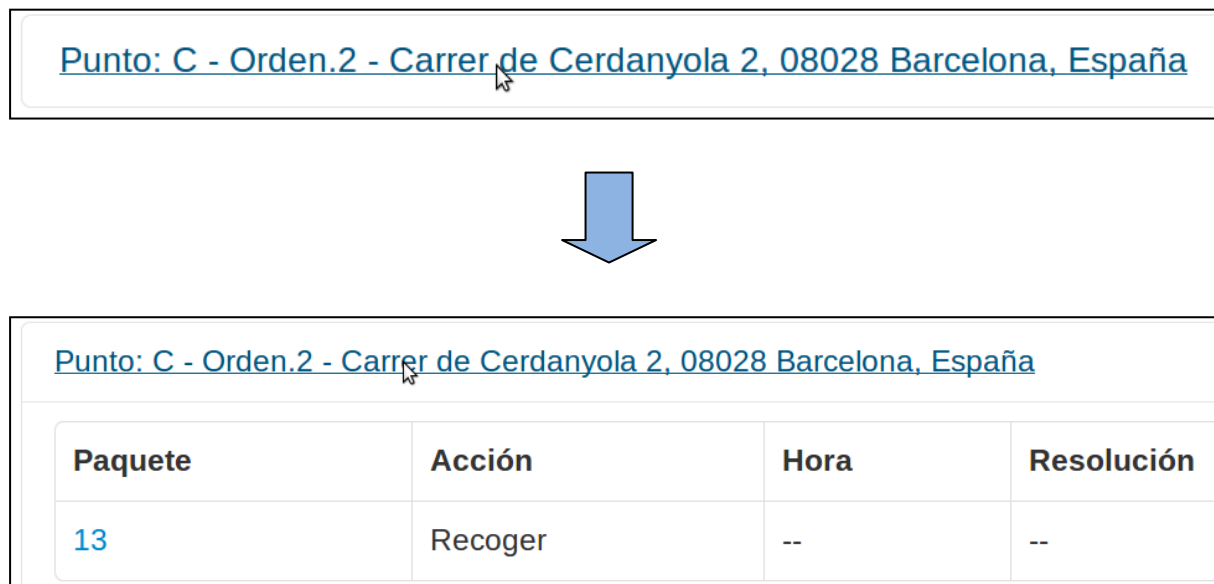 Punto: C - Orden.2 - Carrer de Cerdanyola 2, 08028 Barcelona, España
Punto: C - Orden.2 - Carrer de Cerdanyola 2, 08028 Barcelona, España
Paquete Acción Hora Resolución
13 Recoger -- --